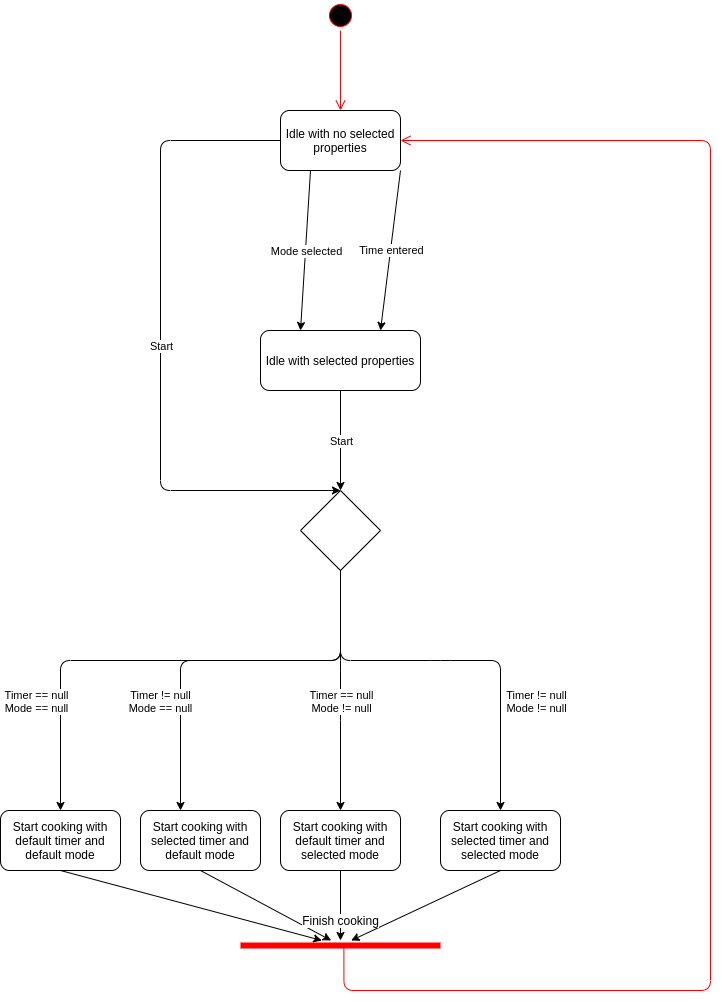 Idle with no selected
properties
Mode selected
Time entered
Start
Idle with selected properties
Start
Timer == null
Mode == null
Timer != null
Mode == null
Timer == null
Mode != null
Timer != null
Mode != null
Start cooking with
default timer and
default mode
Start cooking with
selected timer and
default mode
Start cooking with
default timer and
selected mode
Start cooking with
selected timer and
selected mode
Finish cooking